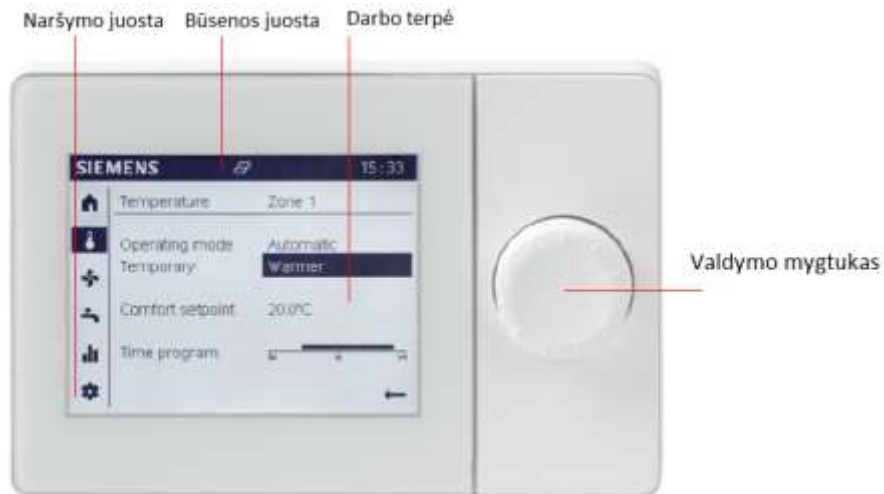 Naršymo juosta Būsenos juosta Darbo terpė
SIEMENS 15:33
Temperature Zone 1
Operating mode Automatic
Temporary Warmer
Comfort setpoint 20.0°C
Time program
Valdymo mygtukas